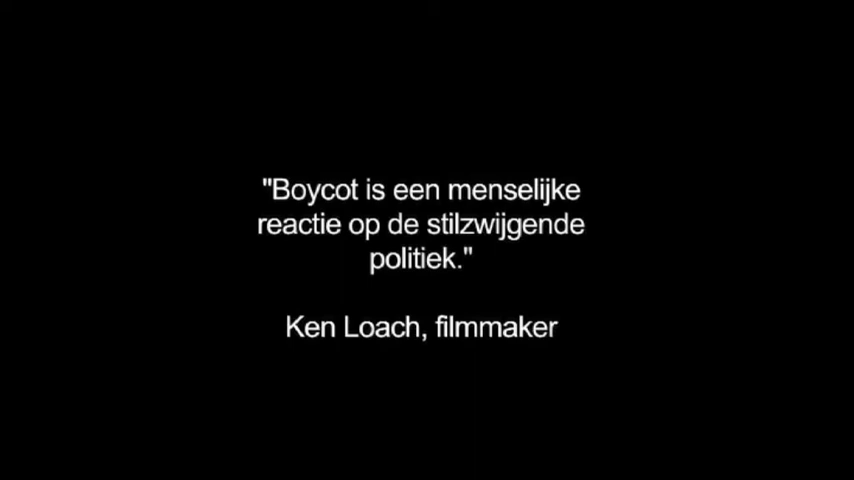 "Boycot is een menselijke
reactie op de stilzwijgende
politiek."
Ken Loach, filmmaker